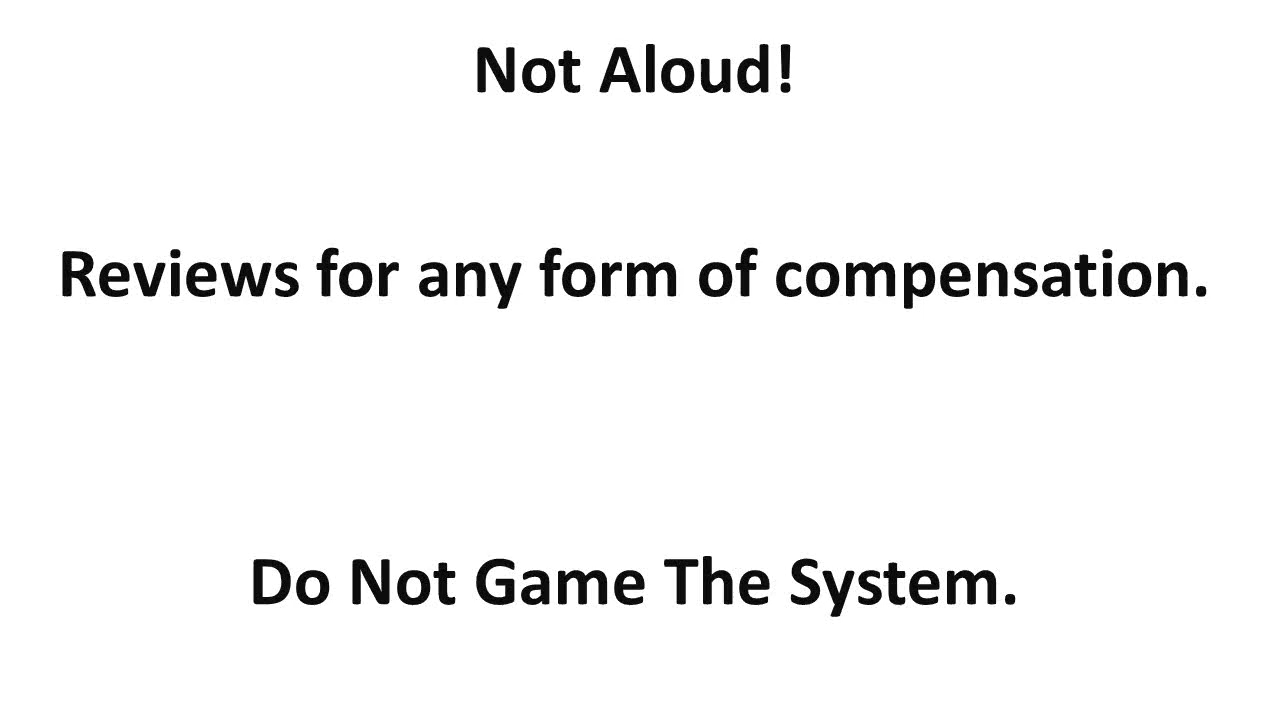 Not Aloud!
Reviews for any form of compensation.
Do Not Game The System.